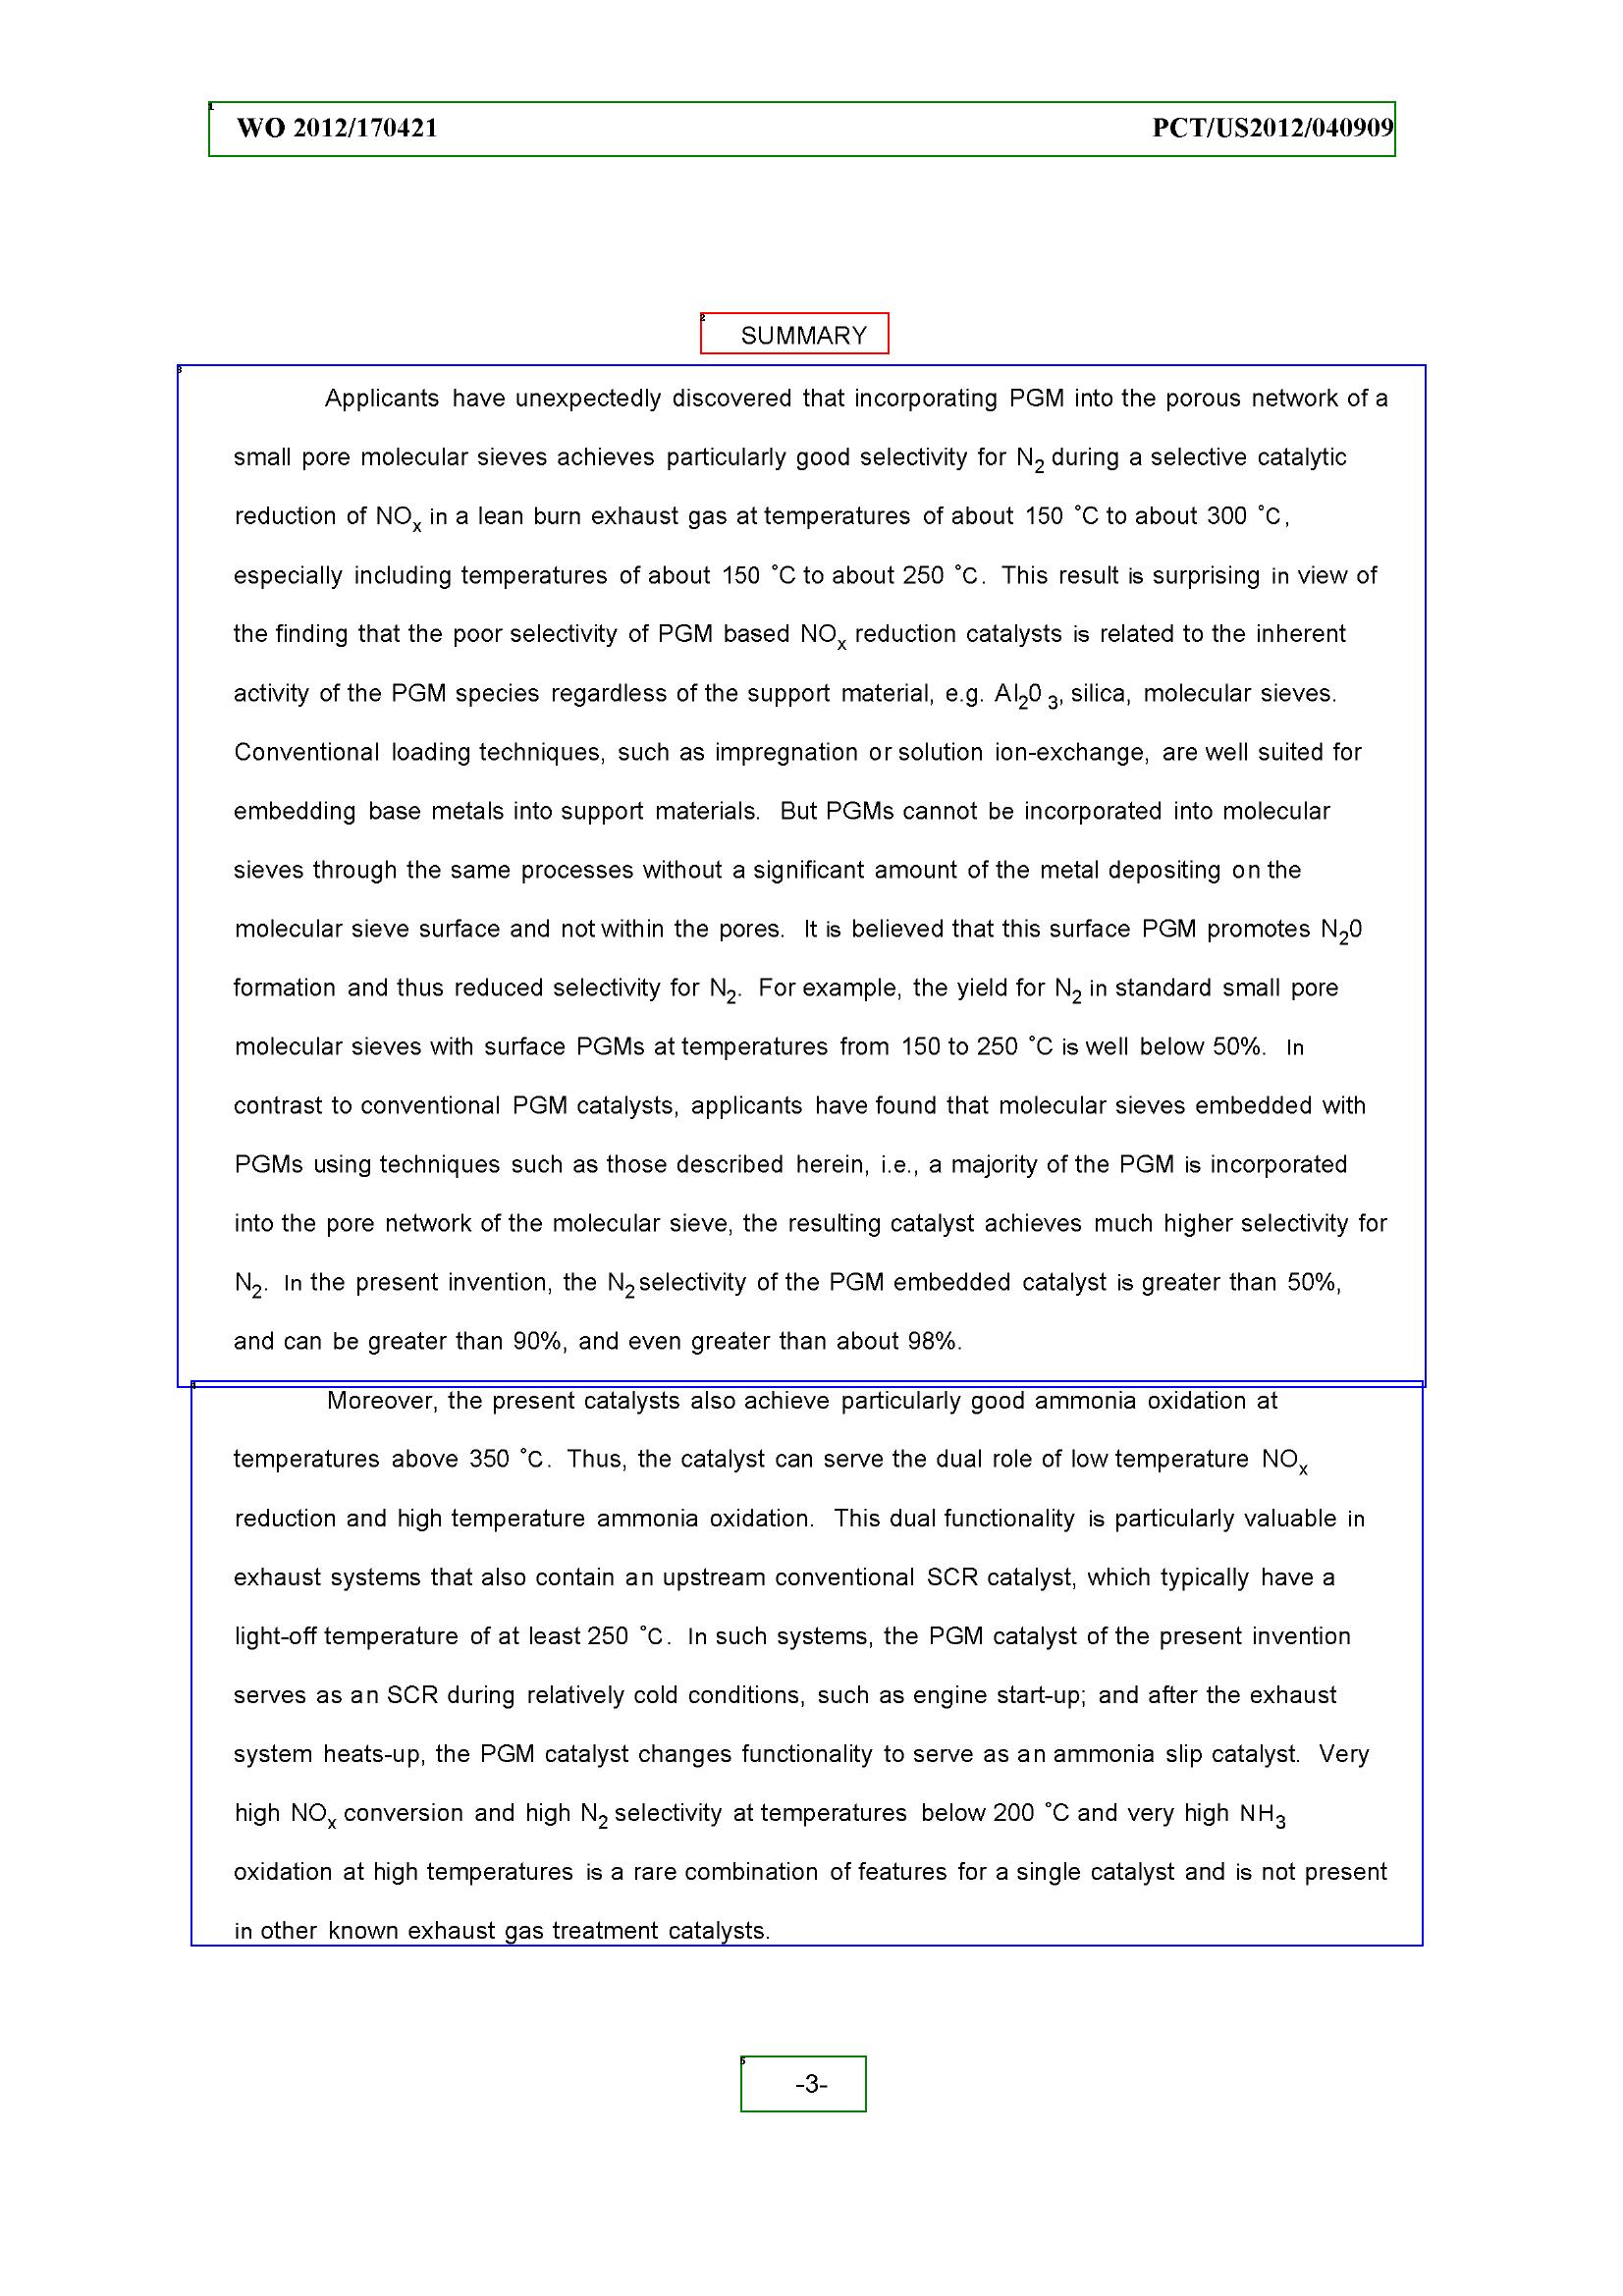 WO 2012/170421 PCT/US2012/040909
SUMMARY
Applicants have unexpectedly discovered that incorporating PGM into the porous network of a
small pore molecular sieves achieves particularly good selectivity for N2 during a selective catalytic
reduction of NOx in a lean burn exhaust gas at temperatures of about 150 °C to about 300 °C,
especially including temperatures of about 150 °C to about 250 °C. This result is surprising in view of
the finding that the poor selectivity of PGM based NOx reduction catalysts is related to the inherent
activity of the PGM species regardless of the support material, e.g. Al20 3, silica, molecular sieves.
Conventional loading techniques, such as impregnation or solution ion-exchange, are well suited for
embedding base metals into support materials. But PGMs cannot be incorporated into molecular
sieves through the same processes without a significant amount of the metal depositing on the
molecular sieve surface and not within the pores. It is believed that this surface PGM promotes N20
formation and thus reduced selectivity for N2. For example, the yield for N2 in standard small pore
molecular sieves with surface PGMs at temperatures from 150 to 250 °C is well below 50%. In
contrast to conventional PGM catalysts, applicants have found that molecular sieves embedded with
PGMs using techniques such as those described herein, i.e., a majority of the PGM is incorporated
into the pore network of the molecular sieve, the resulting catalyst achieves much higher selectivity for
N2. In the present invention, the N2 selectivity of the PGM embedded catalyst is greater than 50%,
and can be greater than 90%, and even greater than about 98%.
Moreover, the present catalysts also achieve particularly good ammonia oxidation at
temperatures above 350 °C. Thus, the catalyst can serve the dual role of low temperature NOx
reduction and high temperature ammonia oxidation. This dual functionality is particularly valuable in
exhaust systems that also contain an upstream conventional SCR catalyst, which typically have a
light-off temperature of at least 250 °C. In such systems, the PGM catalyst of the present invention
serves as an SCR during relatively cold conditions, such as engine start-up; and after the exhaust
system heats-up, the PGM catalyst changes functionality to serve as an ammonia slip catalyst. Very
high NOx conversion and high N2 selectivity at temperatures below 200 °C and very high NH3
oxidation at high temperatures is a rare combination of features for a single catalyst and is not present
in other known exhaust gas treatment catalysts.
-3-